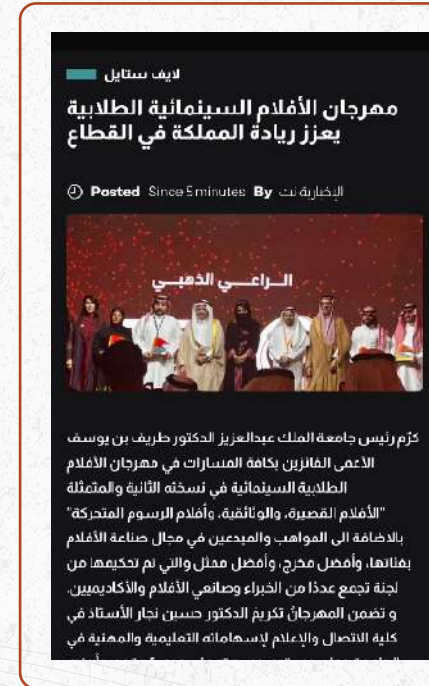 لايف ستايل
مهرجان الأفلام السينمائية الطلابية
يعزز ريادة المملكة في القطاع
Posted Since 5 minutes By الإخبارية نت
الـراعـــي الذهبـــي
كرّم رئيس جامعة الملك عبدالعزيز الدكتور طريف بن يوسف
الأعمى الفائزين بكافة المسارات في مهرجان الأفلام
الطلابية السينمائية في نسخته الثانية والمتمثلة
"الأفلام القصيرة، والوثائقية، وأفلام الرسوم المتحركة"
بالاضافة الى المواهب والمبدعين في مجال صناعة الأفلام
بفئاتها، وأفضل مخرج، وأفضل ممثل والتي تم تحكيمها من
لجنة تجمع عددًا من الخبراء وصانعي الأفلام والأكاديميين.
و تضمن المهرجانُ تكريمَ الدكتور حسين نجار الأستاذ في
كلية الاتصال والإعلام لإسهاماته التعليمية والمهنية في